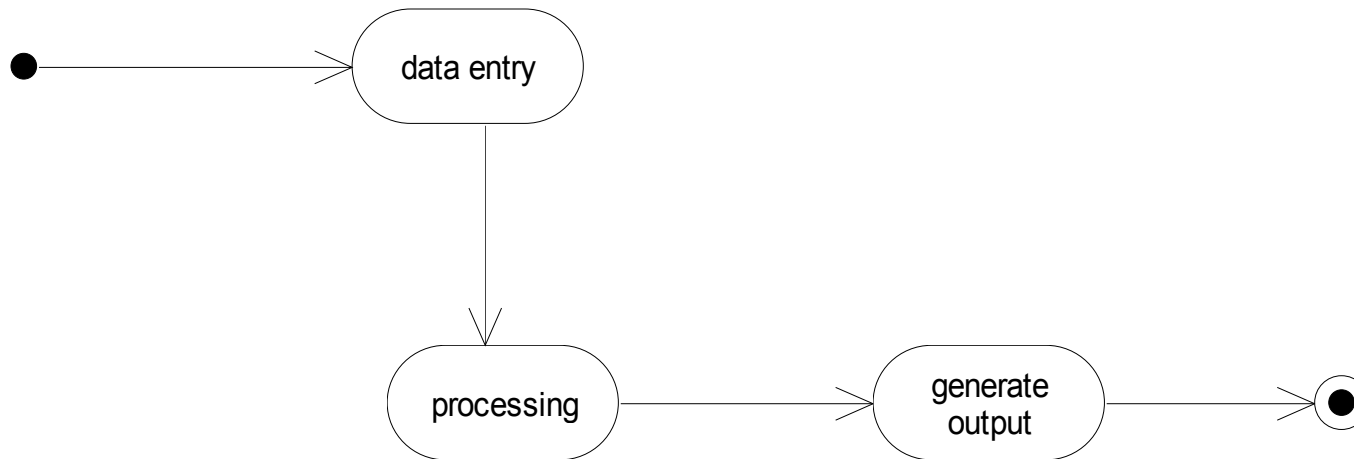 data entry
processing
generate
output